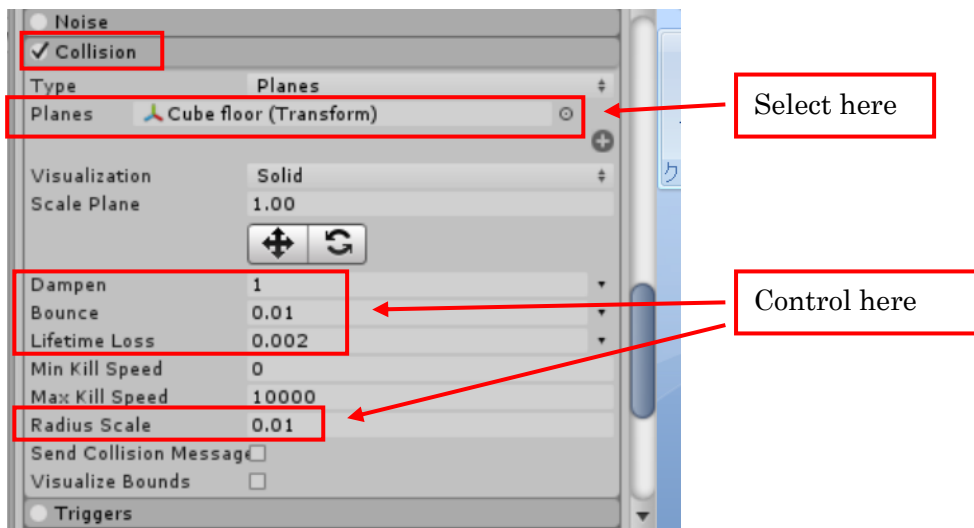 Noise
Collision
Type Planes
Planes Cube floor (Transform)
Select here
Visualization Solid
ク
Scale Plane 1.00
Dampen 1
Bounce 0.01
Control here
Lifetime Loss 0.002
Min Kill Speed 0
Max Kill Speed 10000
Radius Scale 0.01
Send Collision Message
Visualize Bounds
Triggers